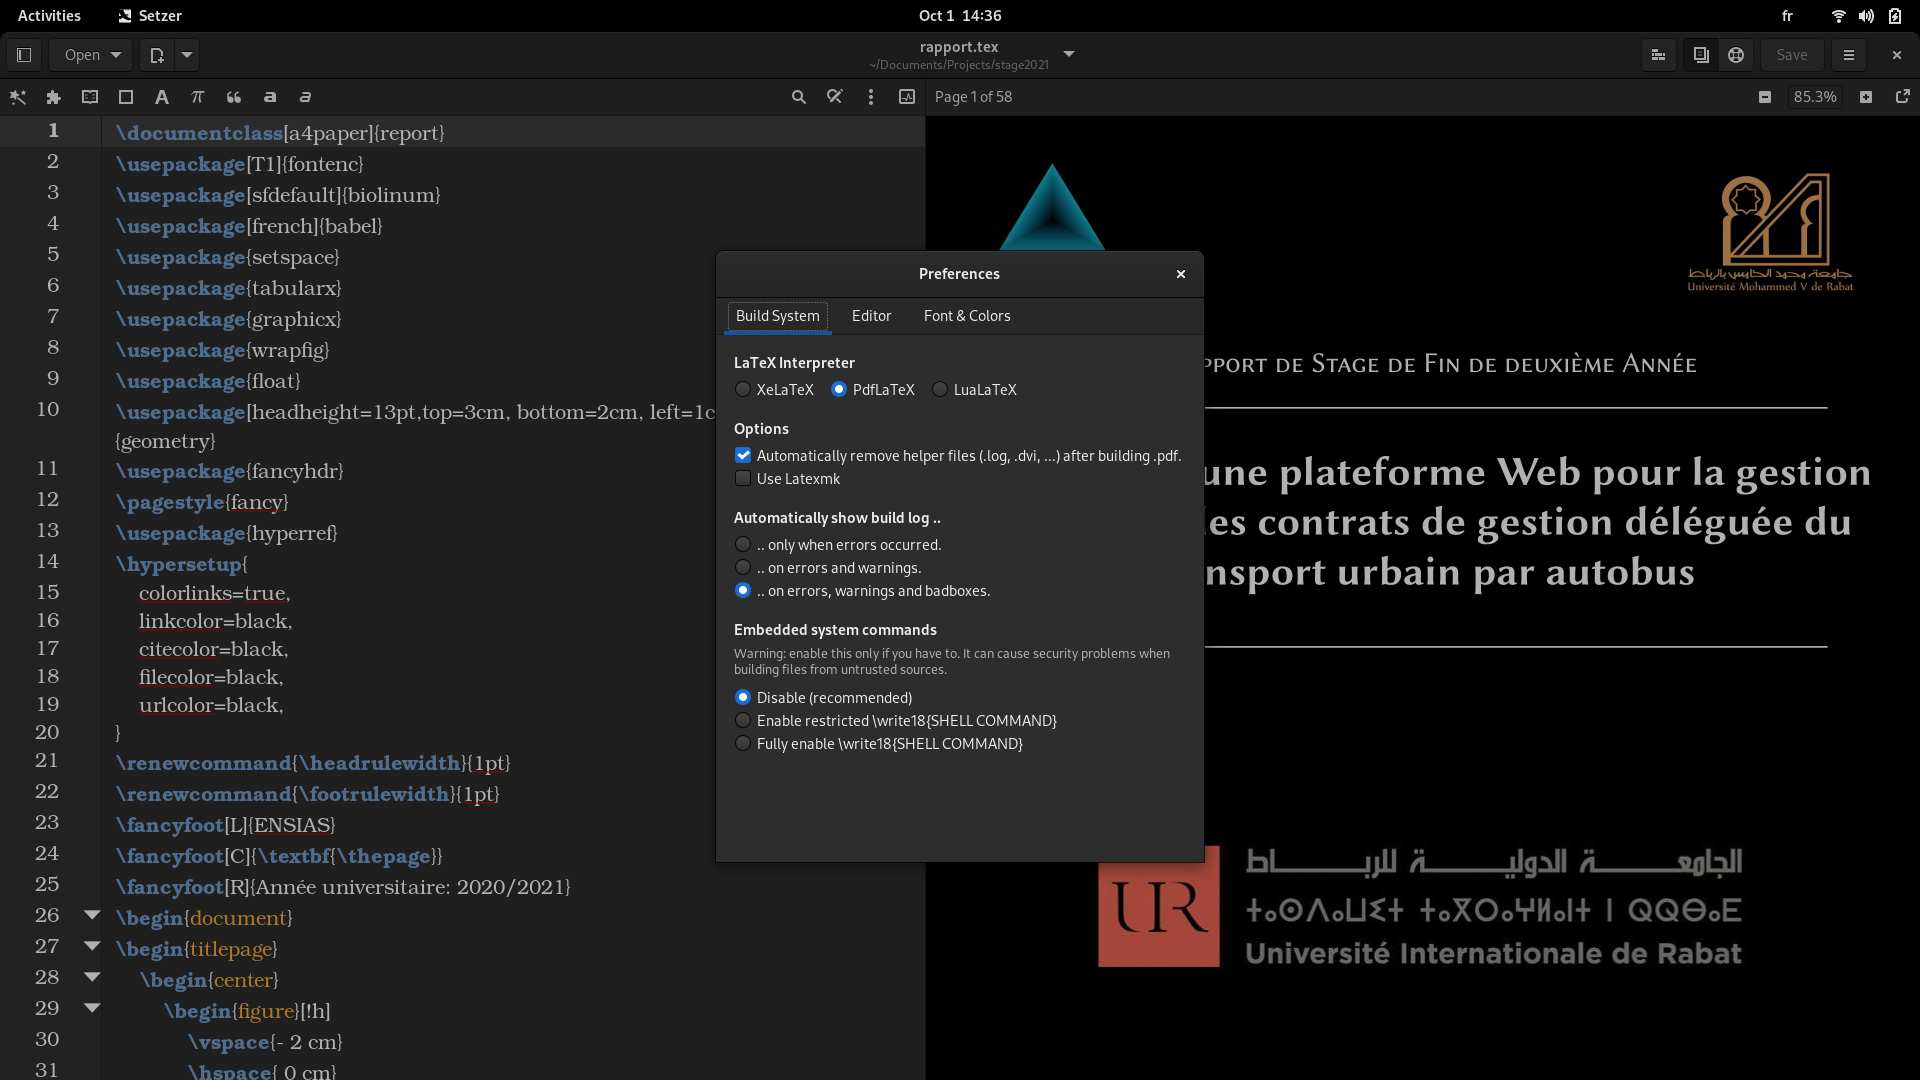 Activities
Setzer
Oct 1 14:36
fr
Open
rapport.tex
~/Documents/Projects/stage2021
Save
Page 1 of 58
85.3%
1 \documentclass[a4paper]{report}
2 \usepackage[T1]{fontenc}
3 \usepackage[sfdefault]{biolinum}
4 \usepackage[french]{babel}
5 \usepackage{setspace}
6 \usepackage{tabularx}
7 \usepackage{graphicx}
8 \usepackage{wrapfig}
9 \usepackage{float}
10 \usepackage[headheight=13pt,top=3cm, bottom=2cm, left=1c
{geometry}
11 \usepackage{fancyhdr}
12 \pagestyle{fancy}
13 \usepackage{hyperref}
14 \hypersetup{
15 colorlinks=true,
16 linkcolor=black,
17 citecolor=black,
18 filecolor=black,
19 urlcolor=black,
20 }
21 \renewcommand{\headrulewidth}{1pt}
22 \renewcommand{\footrulewidth}{1pt}
23 \fancyfoot[L]{ENSIAS}
24 \fancyfoot[C]{\textbf{\thepage}}
25 \fancyfoot[R]{Année universitaire: 2020/2021}
26 \begin{document}
27 \begin{titlepage}
28 \begin{center}
29 \begin{figure}[!h]
30 \vspace{- 2 cm}
31 \hspace{ 0 cm}
Preferences
Build System
Editor
Font & Colors
LaTeX Interpreter
XeLaTeX
PdfLaTeX
LuaLaTeX
Options
Automatically remove helper files (.log, .dvi, ...) after building .pdf.
Use Latexmk
Automatically show build log ..
.. only when errors occurred.
.. on errors and warnings.
.. on errors, warnings and badboxes.
Embedded system commands
Warning: enable this only if you have to. It can cause security problems when
building files from untrusted sources.
Disable (recommended)
Enable restricted \write18{SHELL COMMAND}
Fully enable \write18{SHELL COMMAND}
جامعة محمد الخامس بالرباط
Université Mohammed V de Rabat
pport de Stage de Fin de deuxième Année
une plateforme Web pour la gestion
des contrats de gestion déléguée du
nsport urbain par autobus
UR
الجامعة الدولية للرباط
ⵜⴰⵙⴷⴰⵡⵉⵜ ⵜⴰⴳⵔⴰⵖⵍⴰⵏⵜ ⵏ ⵕⵕⴱⴰⵟ
Université Internationale de Rabat